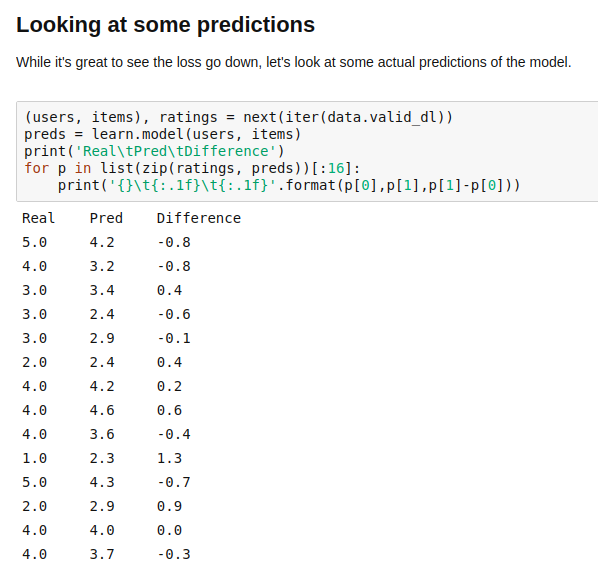 Looking at some predictions
While it's great to see the loss go down, let's look at some actual predictions of the model.
(users, items), ratings = next(iter(data.valid_dl))
preds = learn.model(users, items)
print('Real\tPred\tDifference')
for p in list(zip(ratings, preds))[:16]:
    print('{}\t{:.1f}\t{:.1f}'.format(p[0],p[1],p[1]-p[0]))
Real Pred Difference
5.0 4.2 -0.8
4.0 3.2 -0.8
3.0 3.4 0.4
3.0 2.4 -0.6
3.0 2.9 -0.1
2.0 2.4 0.4
4.0 4.2 0.2
4.0 4.6 0.6
4.0 3.6 -0.4
1.0 2.3 1.3
5.0 4.3 -0.7
2.0 2.9 0.9
4.0 4.0 0.0
4.0 3.7 -0.3